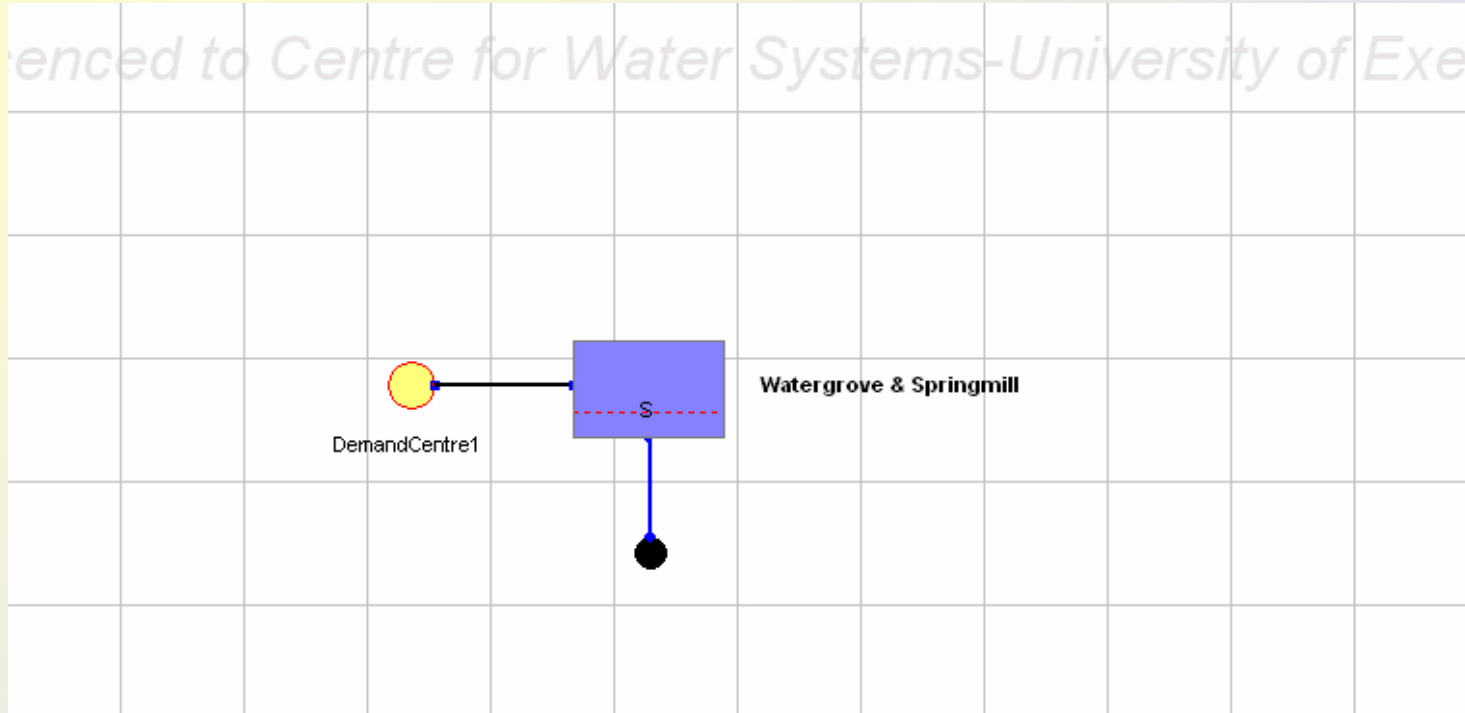 enced to Centre for Water Systems-University of Exe
Watergrove & Springmill
S
DemandCentre1